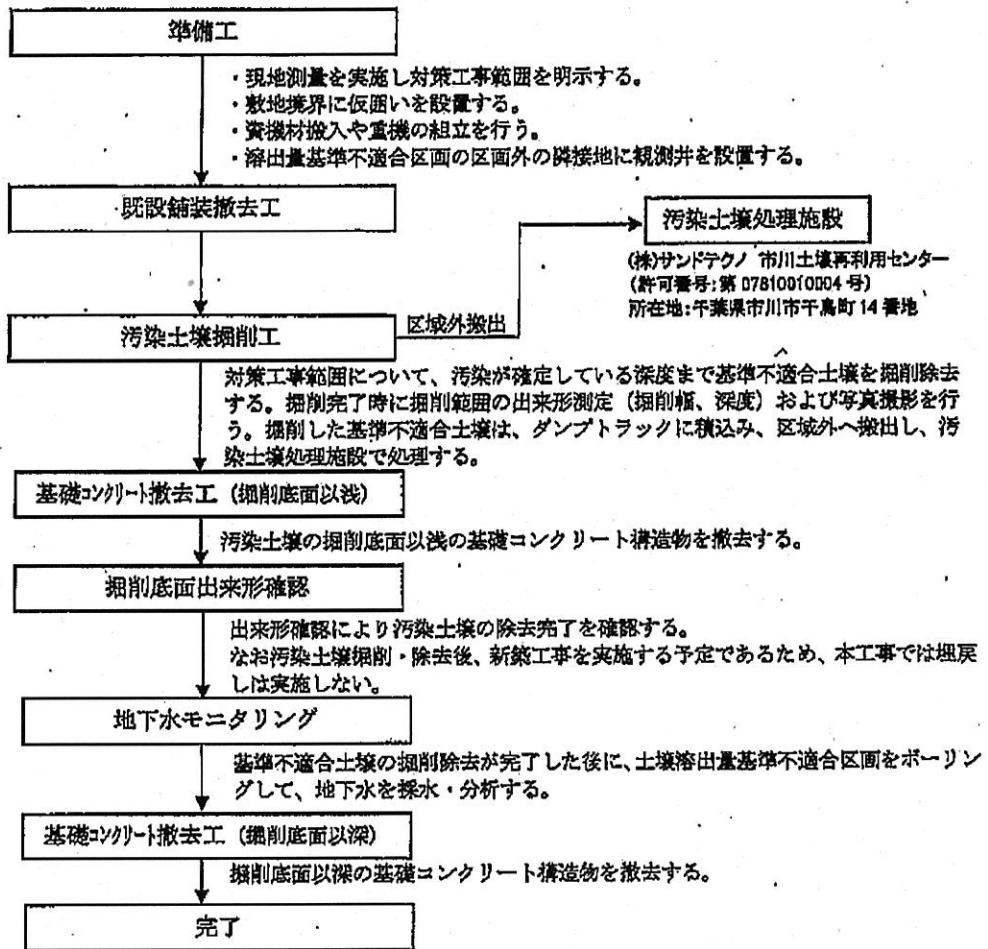 準備工
・現地測量を実施し対策工事範囲を明示する。
・敷地境界に仮囲いを設置する。
・資機材搬入や重機の組立を行う。
・溶出量基準不適合区画の区画外の隣接地に観測井を設置する。
既設舗装撤去工
汚染土壌処理施設
(株)サンドテクノ 市川土壌再利用センター
(許可番号:第 07810010004 号)
所在地:千葉県市川市千鳥町 14 番地
区域外搬出
汚染土壌掘削工
対策工事範囲について、汚染が確定している深度まで基準不適合土壌を掘削除去
する。掘削完了時に掘削範囲の出来形測定（掘削幅、深度）および写真撮影を行
う。掘削した基準不適合土壌は、ダンプトラックに積込み、区域外へ搬出し、汚
染土壌処理施設で処理する。
基礎コンクリート撤去工（掘削底面以浅）
汚染土壌の掘削底面以浅の基礎コンクリート構造物を撤去する。
掘削底面出来形確認
出来形確認により汚染土壌の除去完了を確認する。
なお汚染土壌掘削・除去後、新築工事を実施する予定であるため、本工事では埋戻
しは実施しない。
地下水モニタリング
基準不適合土壌の掘削除去が完了した後に、土壌溶出量基準不適合区画をボーリン
グして、地下水を採水・分析する。
基礎コンクリート撤去工（掘削底面以深）
掘削底面以深の基礎コンクリート構造物を撤去する。
完了